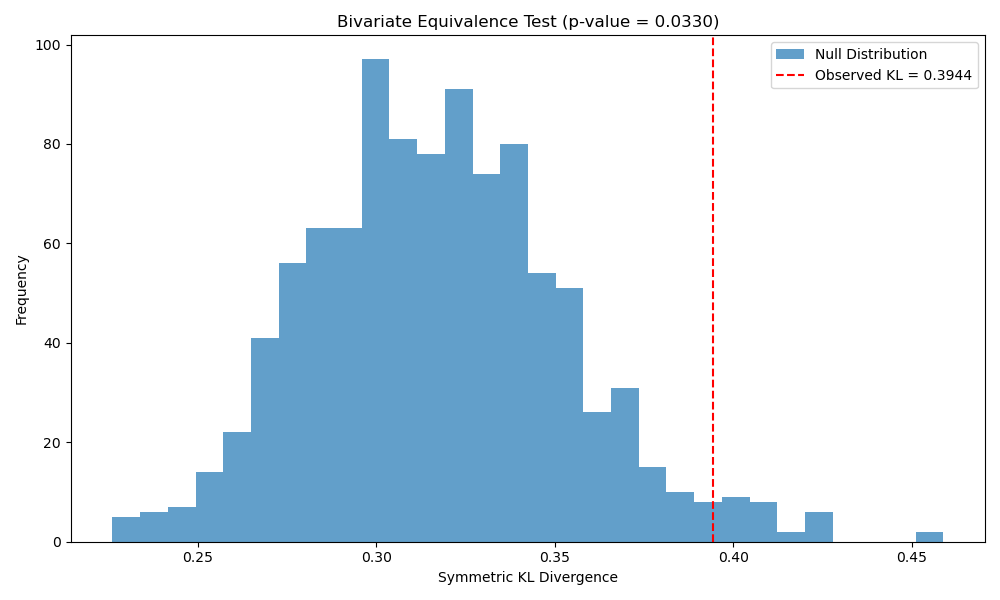 Bivariate Equivalence Test (p-value = 0.0330)
Null Distribution
Observed KL = 0.3944
100
80
60
40
20
0
Frequency
0.25
0.30
0.35
0.40
0.45
Symmetric KL Divergence